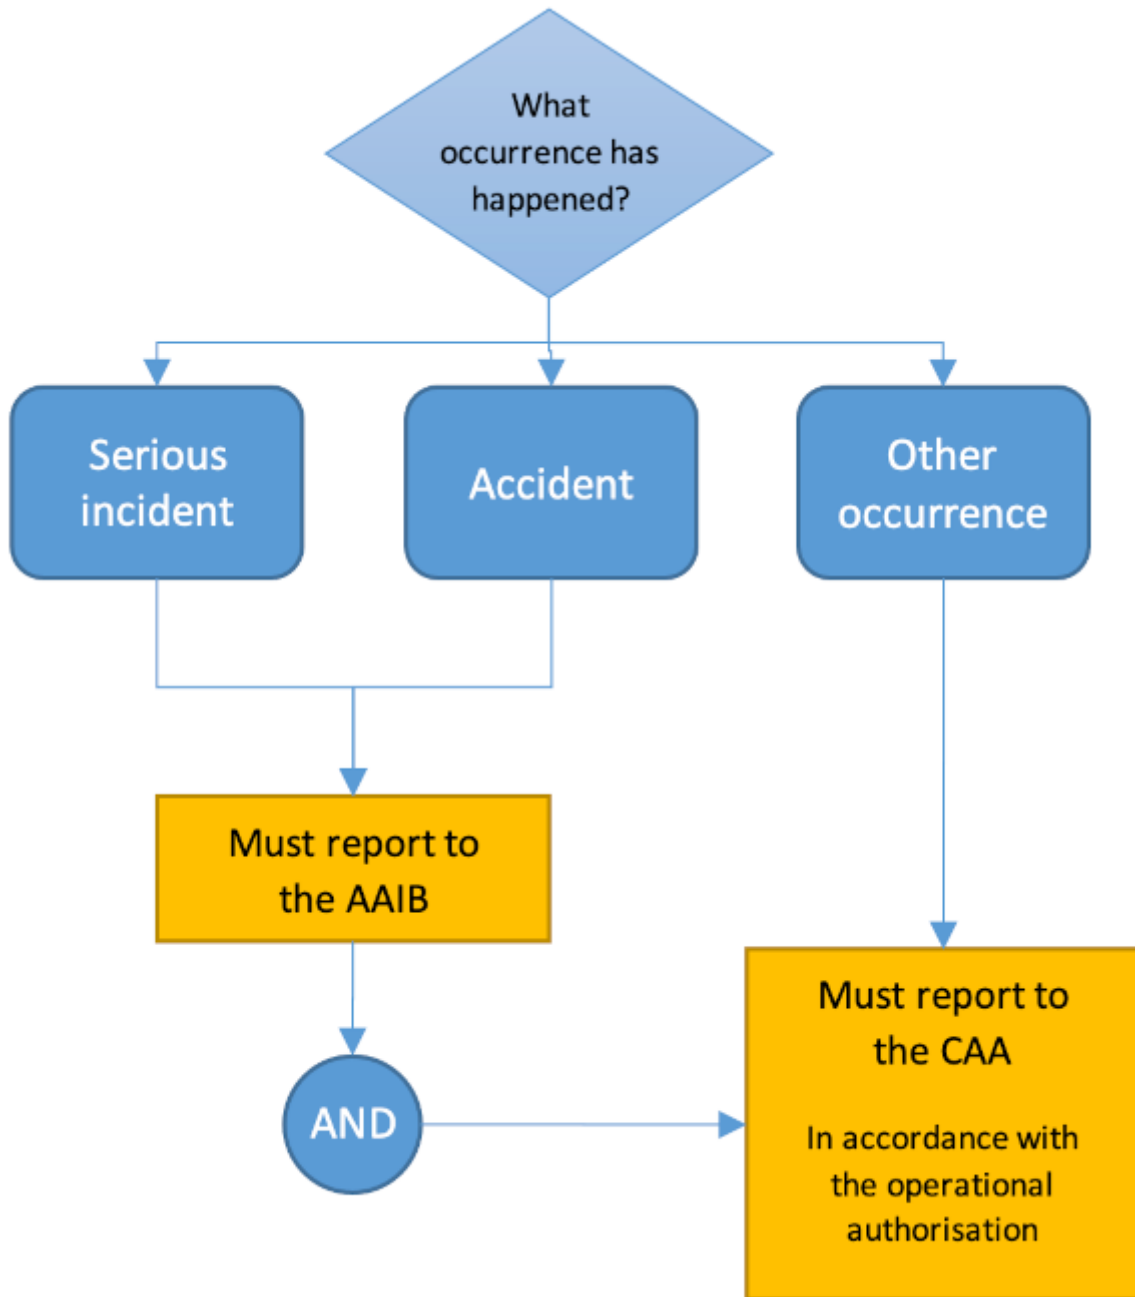 What
occurrence has
happened?
Serious
incident
Accident
Other
occurrence
Must report to
the AAIB
AND
Must report to
the CAA
In accordance with
the operational
authorisation